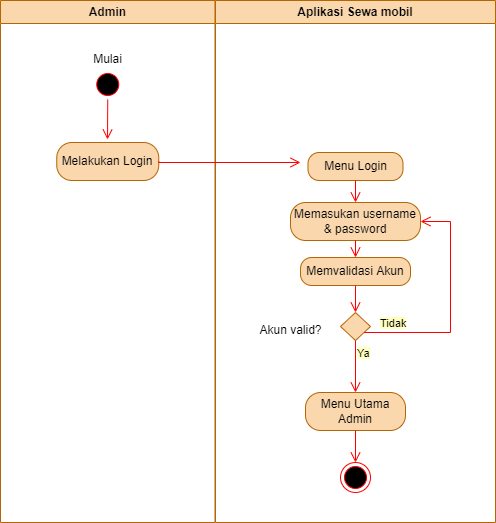 Admin
Aplikasi Sewa mobil
Mulai
Melakukan Login
Menu Login
Memasukan username
& password
Memvalidasi Akun
Akun valid?
Tidak
Ya
Menu Utama
Admin